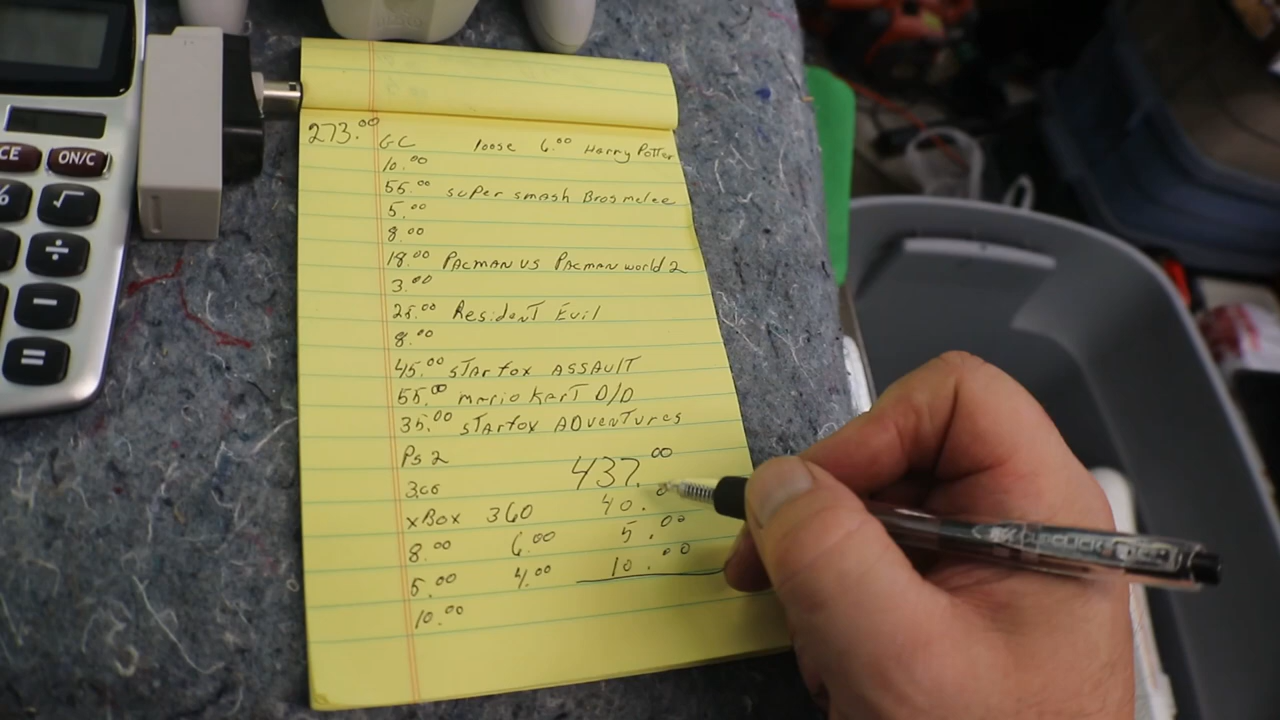 273.00 GC loose 6.00 Harry Potter
10.00
55.00 super smash Bros melee
5.00
8.00
18.00 Pacman vs Pacman world 2
3.00
25.00 Resident Evil
8.00
45.00 starfox ASSAULT
55.00 mario Kart D/D
35.00 starfox ADventures
Ps 2 437.00
3.00 40.0
xBox 360
8.00 6.00 5.00
5.00 4.00 10.00
10.00
CE ON/C
% √
÷
−
=